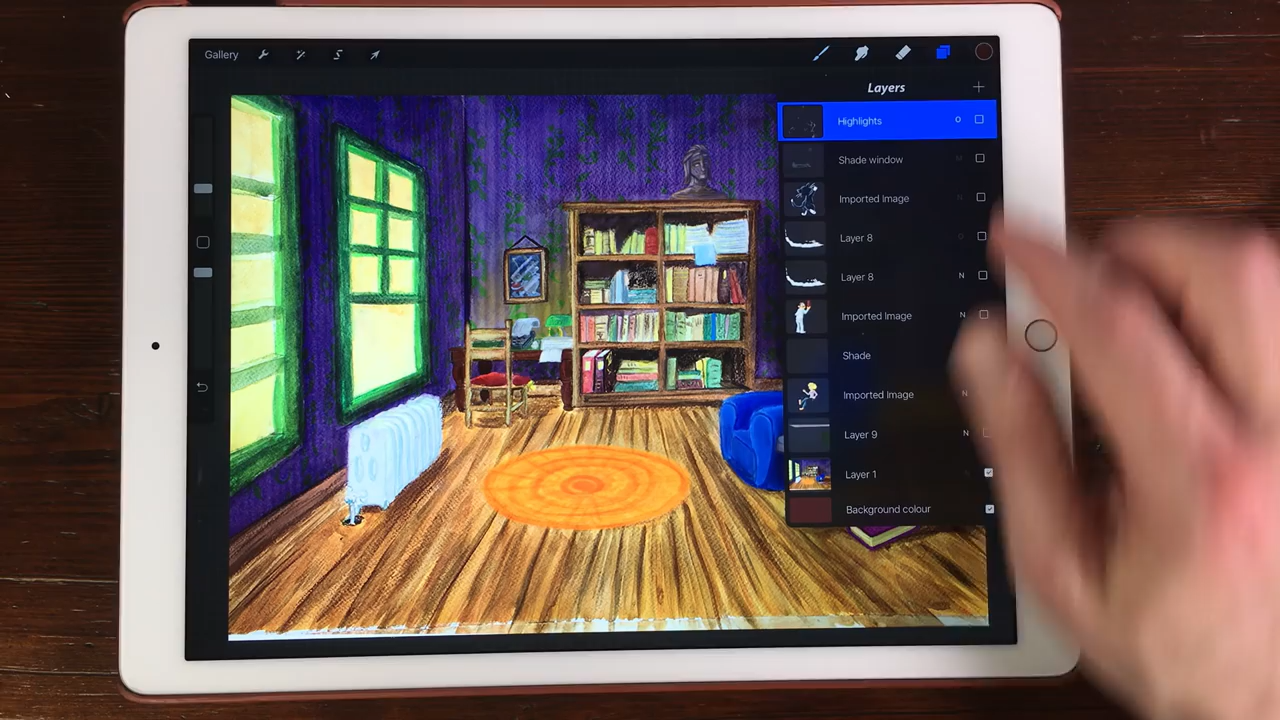 Gallery
Layers
Highlights O
Shade window M
Imported Image N
Layer 8
Layer 8 N
Imported Image N
Shade
Imported Image N
Layer 9 N
Layer 1
Background colour